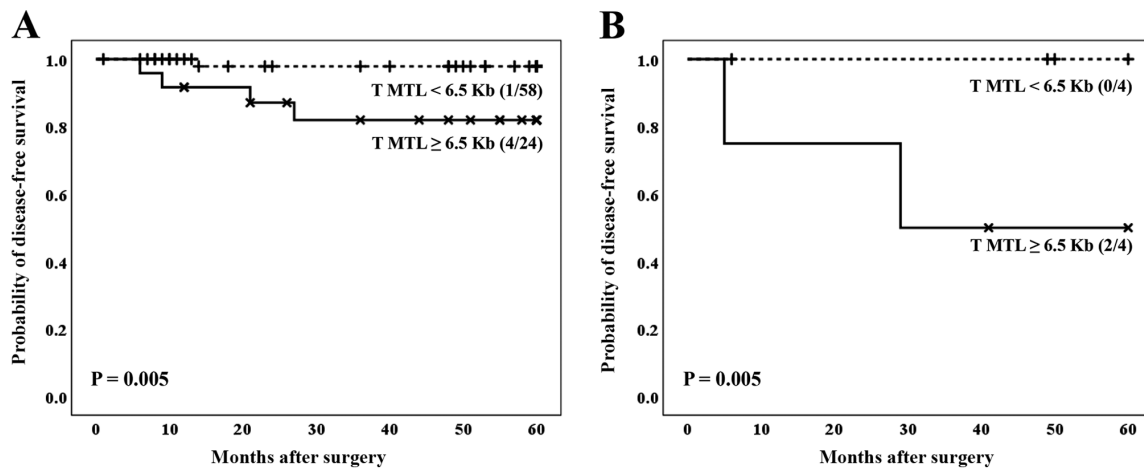 A
Probability of disease-free survival
1.0
0.8
0.6
0.4
0.2
0.0
T MTL < 6.5 Kb (1/58)
T MTL ≥ 6.5 Kb (4/24)
P = 0.005
0 10 20 30 40 50 60
Months after surgery
B
Probability of disease-free survival
1.0
0.8
0.6
0.4
0.2
0.0
T MTL < 6.5 Kb (0/4)
T MTL ≥ 6.5 Kb (2/4)
P = 0.005
0 10 20 30 40 50 60
Months after surgery